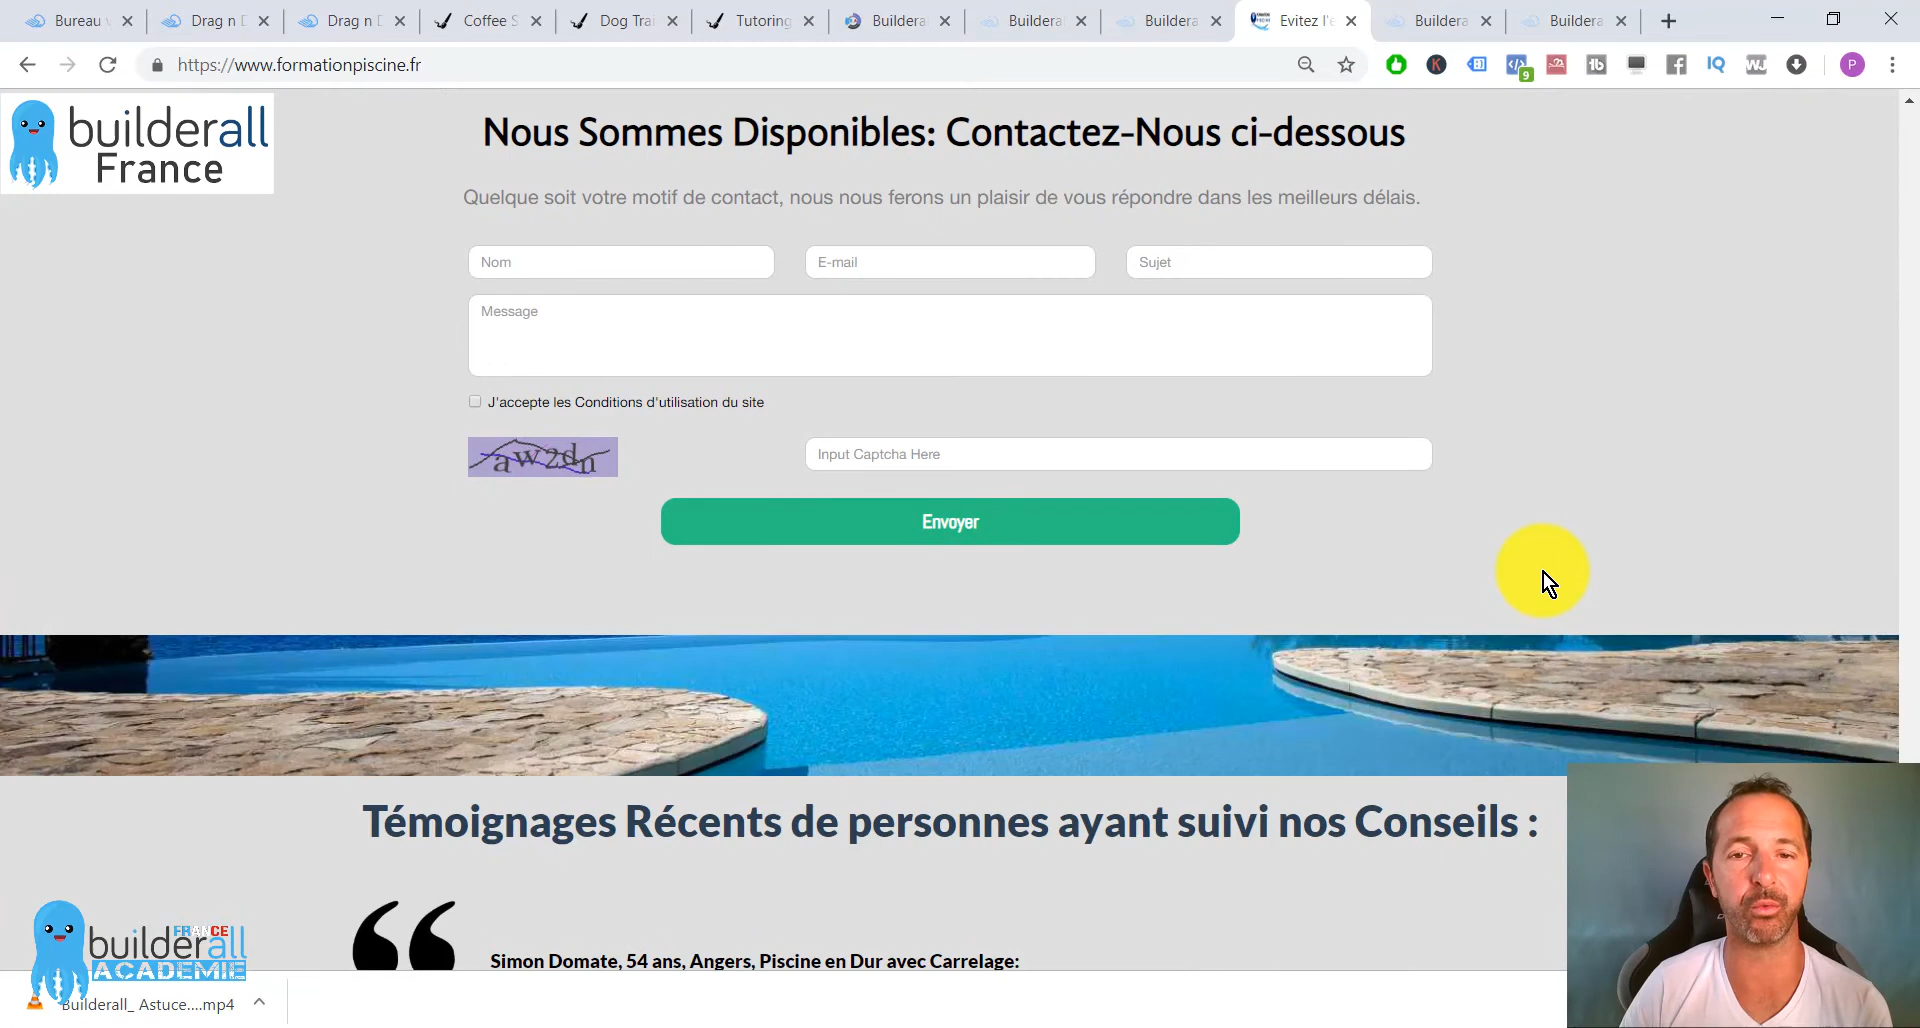 Bureau
Drag n D
Drag n D
Coffee S
Dog Trai
Tutoring
Buildera
Buildera
Buildera
Evitez l'e
Buildera
Buildera
https://www.formationpiscine.fr
9
P
builderall
France
Nous Sommes Disponibles: Contactez-Nous ci-dessous
Quelque soit votre motif de contact, nous nous ferons un plaisir de vous répondre dans les meilleurs délais.
Nom
E-mail
Sujet
Message
J'accepte les Conditions d'utilisation du site
aw2dn
Input Captcha Here
Envoyer
Témoignages Récents de personnes ayant suivi nos Conseils :
Simon Domate, 54 ans, Angers, Piscine en Dur avec Carrelage:
FRANCE
builderall
ACADEMIE
Builderall_ Astuce....mp4